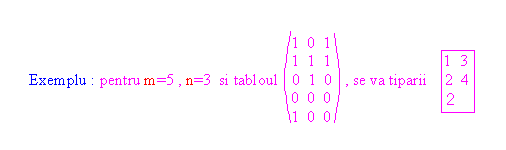 1 0 1
1 1 1
Exemplu : pentru m=5 , n=3 si tabloul 0 1 0 , se va tiparii
0 0 0
1 0 0
1 3
2 4
2